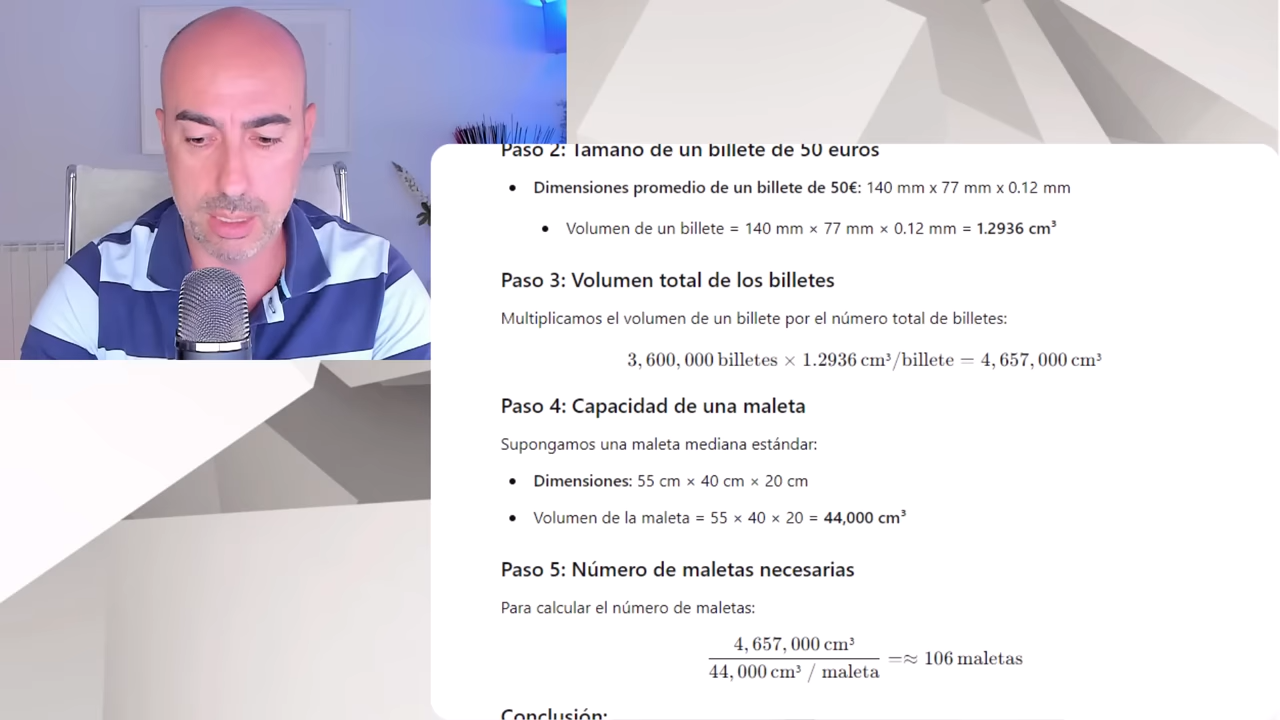 Paso 2: Tamaño de un billete de 50 euros
• Dimensiones promedio de un billete de 50€: 140 mm x 77 mm x 0.12 mm
• Volumen de un billete = 140 mm × 77 mm × 0.12 mm = 1.2936 cm³
Paso 3: Volumen total de los billetes
Multiplicamos el volumen de un billete por el número total de billetes:
3,600,000 billetes × 1.2936 cm³/billete = 4,657,000 cm³
Paso 4: Capacidad de una maleta
Supongamos una maleta mediana estándar:
• Dimensiones: 55 cm × 40 cm × 20 cm
• Volumen de la maleta = 55 × 40 × 20 = 44,000 cm³
Paso 5: Número de maletas necesarias
Para calcular el número de maletas:
4,657,000 cm³
44,000 cm³ / maleta
=≈ 106 maletas
Conclusión: